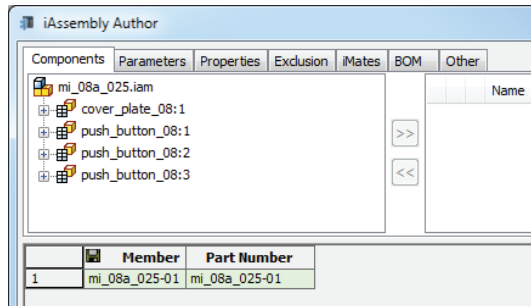 iAssembly Author
Components Parameters Properties Exclusion iMates BOM Other
mi_08a_025.iam
cover_plate_08:1
push_button_08:1
push_button_08:2
push_button_08:3
>>
<<
Name
Member Part Number
1 mi_08a_025-01 mi_08a_025-01